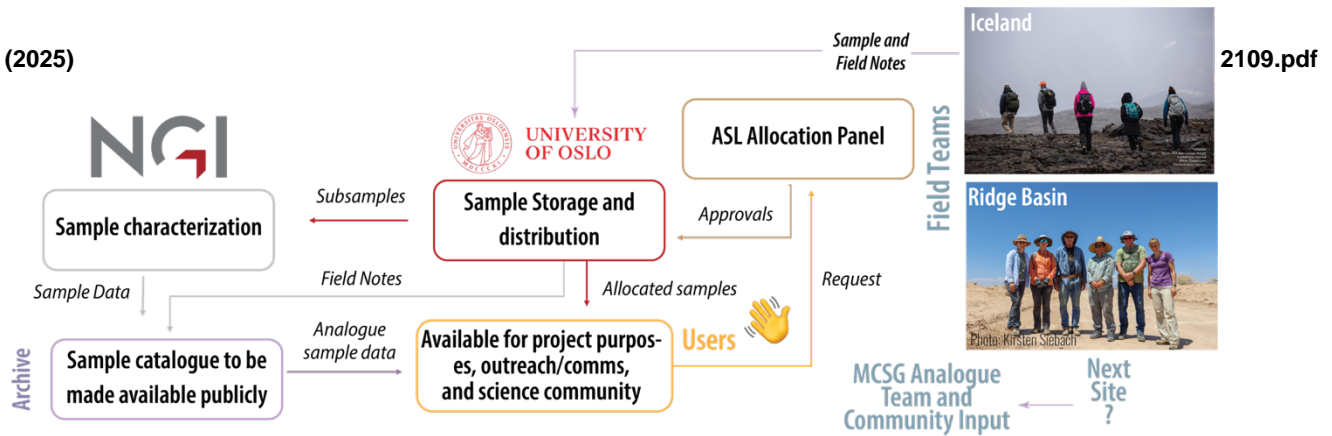 (2025)
2109.pdf
Sample and
Field Notes
Iceland
NGI
UNIVERSITAS OSLOENSIS
MDCCCXI
UNIVERSITY
OF OSLO
ASL Allocation Panel
Field Teams
Sample characterization
Subsamples
Sample Storage and
distribution
Approvals
Ridge Basin
Sample Data
Field Notes
Allocated samples
Request
Archive
Sample catalogue to be
made available publicly
Analogue
sample data
Available for project purpos-
es, outreach/comms,
and science community
Users
Photo: Kirsten Siebach
MCSG Analogue
Team and
Community Input
Next
Site
?